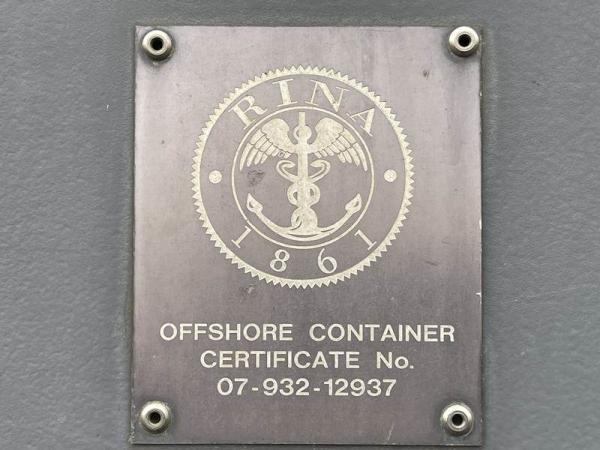 RINA
1861
OFFSHORE CONTAINER
CERTIFICATE No.
07-932-12937